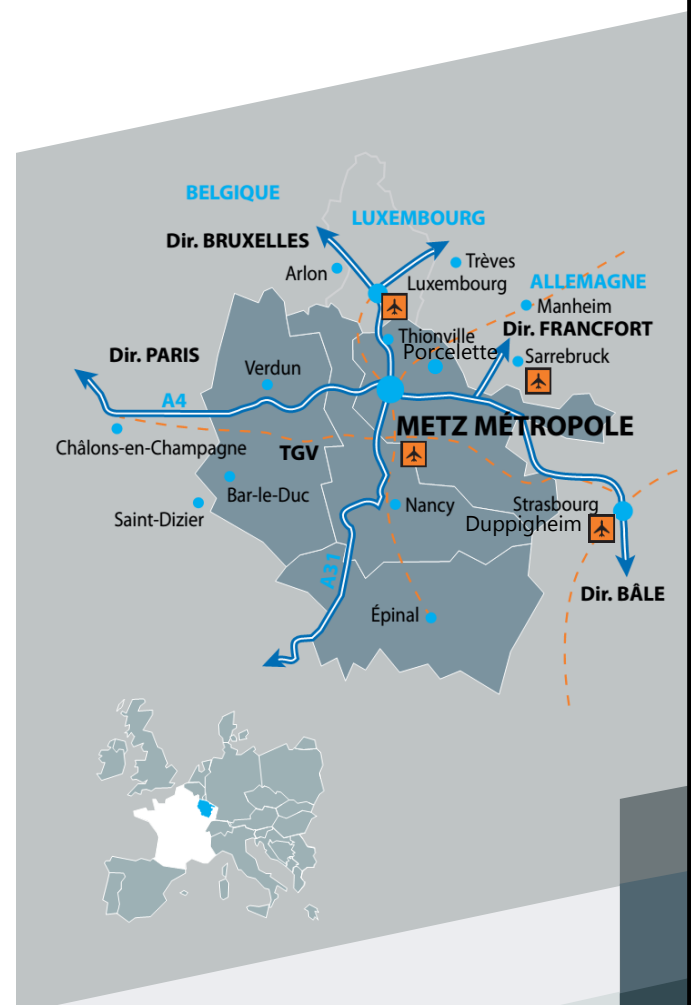 BELGIQUE
LUXEMBOURG
Dir. BRUXELLES
Trèves
Arlon
Luxembourg
ALLEMAGNE
Manheim
Dir. FRANCFORT
Thionville
Porcelette
Sarrebruck
Dir. PARIS
Verdun
A4
METZ MÉTROPOLE
Châlons-en-Champagne
TGV
Bar-le-Duc
Nancy
Strasbourg
Saint-Dizier
Duppigheim
A31
Dir. BÂLE
Épinal